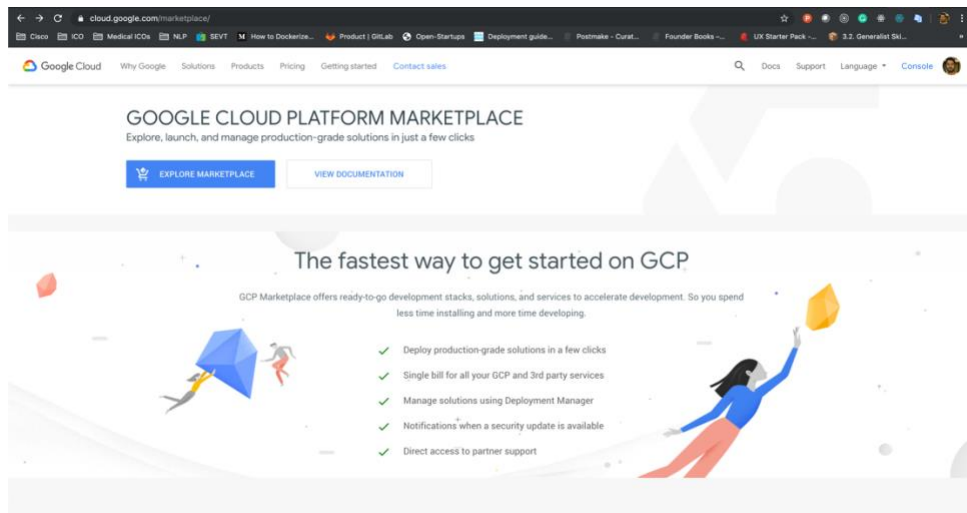 cloud.google.com/marketplace/
Cisco ICO Medical ICOs NLP SEVT How to Dockerize... Product | GitLab Open-Startups Deployment guide... Postmake - Curat... Founder Books –... UX Starter Pack -... 3.2. Generalist Ski... »
Google Cloud Why Google Solutions Products Pricing Getting started Contact sales Docs Support Language Console
GOOGLE CLOUD PLATFORM MARKETPLACE
Explore, launch, and manage production-grade solutions in just a few clicks
EXPLORE MARKETPLACE VIEW DOCUMENTATION
The fastest way to get started on GCP
GCP Marketplace offers ready-to-go development stacks, solutions, and services to accelerate development. So you spend
less time installing and more time developing.
Deploy production-grade solutions in a few clicks
Single bill for all your GCP and 3rd party services
Manage solutions using Deployment Manager
Notifications when a security update is available
Direct access to partner support